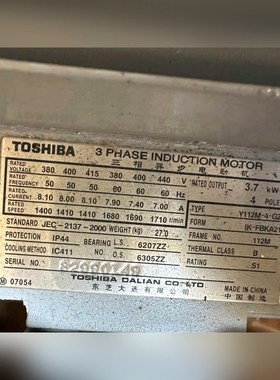 TOSHIBA 3 PHASE INDUCTION MOTOR
三相异步电动机
RATED VOLTAGE 380 400 415 380 400 440 V RATED OUTPUT 3.7 kW
FREQUENCY 50 50 50 60 60 60 Hz 4 POLE
CURRENT 8.10 8.00 8.10 7.90 7.40 7.00 A TYPE
RATED SPEED 1400 1410 1410 1680 1690 1710 r/min FORM IK-FBKA21
STANDARD JEC-2137-2000 WEIGHT(kg) 27.0 FRAME 112M
PROTECTION IP44 BEARING L.S. 6207ZZ THERMAL CLASS B
COOLING METHOD IC411 O.S. 6305ZZ RATING S1
SERIAL NO.
M 07054 TOSHIBA DALIAN CO.,LTD MADE IN CHINA
东芝大连有限公司 中国制造